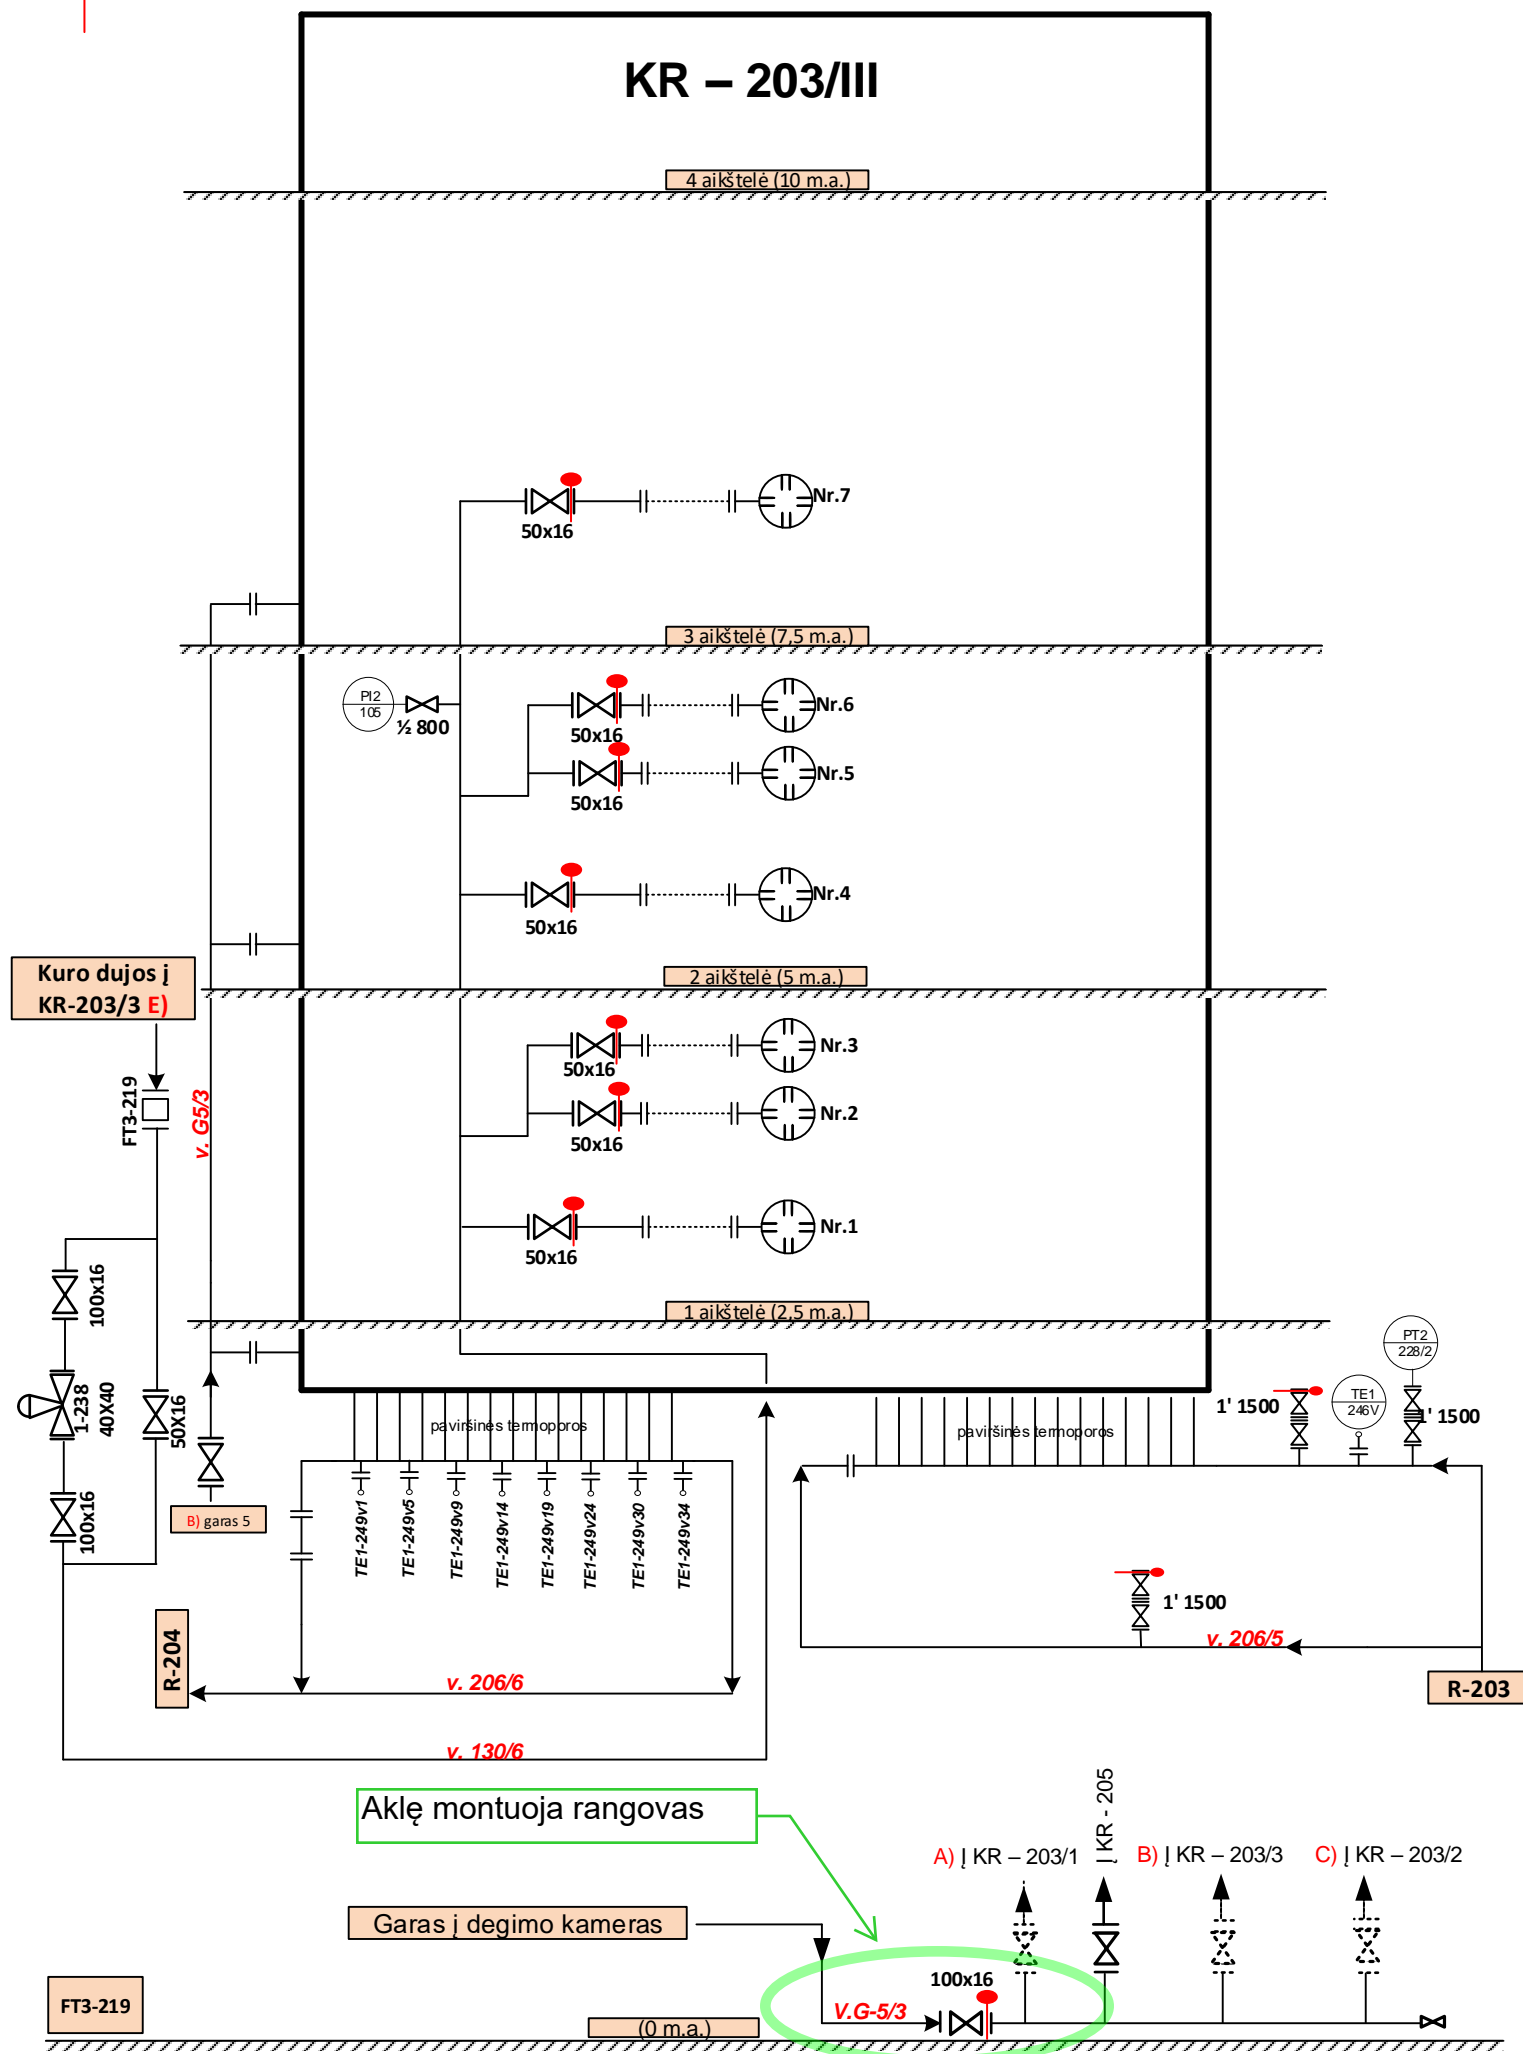 KR – 203/III
4 aikštelė (10 m.a.)
Nr.7
50x16
3 aikštelė (7,5 m.a.)
PI2
105
½ 800
Nr.6
50x16
Nr.5
50x16
Nr.4
50x16
2 aikštelė (5 m.a.)
Kuro dujos į
KR-203/3 E)
FT3-219
v. G5/3
Nr.3
50x16
Nr.2
50x16
Nr.1
50x16
1 aikštelė (2,5 m.a.)
100x16
1-238
40X40
50X16
100x16
B) garas 5
paviršinės termoporos
TE1-249v1
TE1-249v5
TE1-249v9
TE1-249v14
TE1-249v19
TE1-249v24
TE1-249v30
TE1-249v34
paviršinės termoporos
1' 1500
TE1
246V
PT2
228/2
1' 1500
1' 1500
v. 206/5
R-203
R-204
v. 206/6
v. 130/6
Aklę montuoja rangovas
A) Į KR – 203/1
Į KR - 205
B) Į KR – 203/3
C) Į KR – 203/2
Garas į degimo kameras
100x16
V.G-5/3
FT3-219
(0 m.a.)